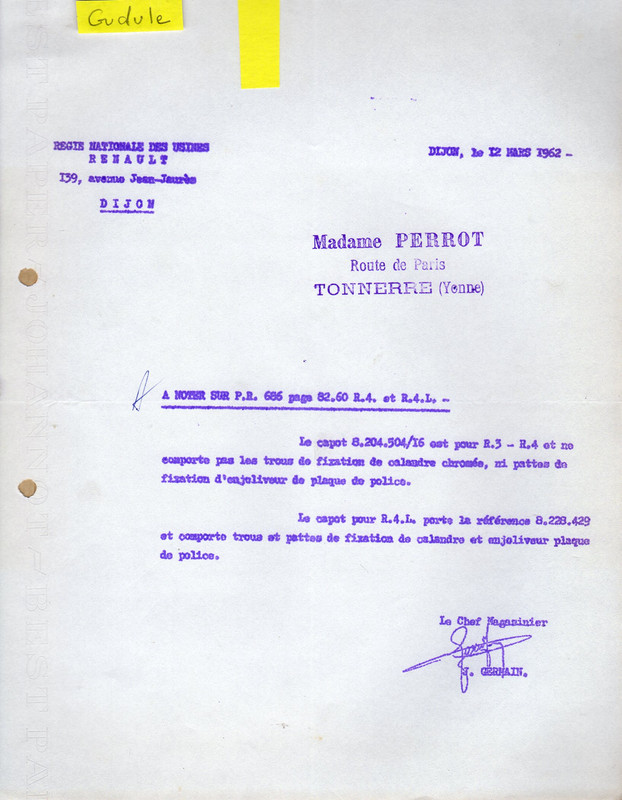 Gudule
REGIE NATIONALE DES USINES
RENAULT
139, avenue Jean-Jaurès
DIJON
DIJON, le 12 MARS 1962 -
Madame PERROT
Route de Paris
TONNERRE (Yonne)
A NOTER SUR P.R. 686 page 82.60 R.4. et R.4.L. -
Le capot 8.204.504/16 est pour R.3 - R.4 et ne
comporte pas les trous de fixation de calandre chromée, ni pattes de
fixation d'enjoliveur de plaque de police.
Le capot pour R.4.L. porte la référence 8.228.429
et comporte trous et pattes de fixation de calandre et enjoliveur plaque
de police.
Le Chef Magasinier
J. GERMAIN.